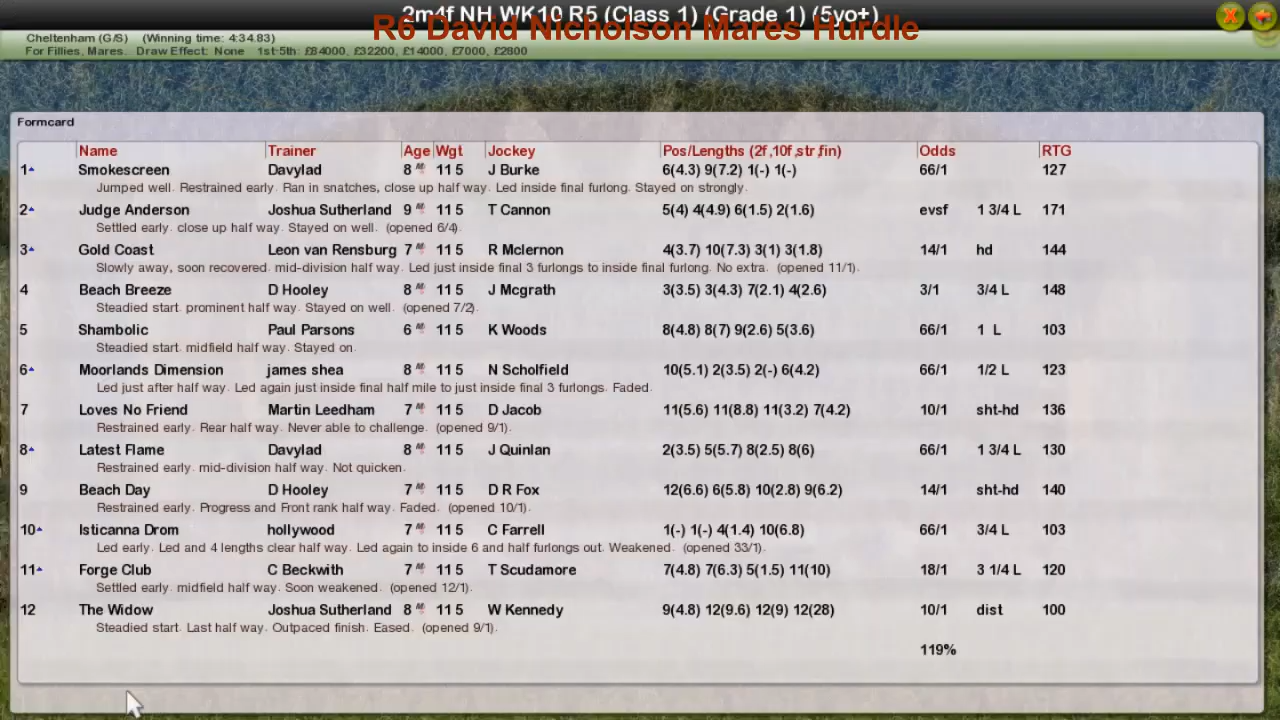 2m4f NH WK10 R5 (Class 1) (Grade 1) (5yo+)
R6 David Nicholson Mares Hurdle
Cheltenham (G/S) (Winning time: 4:34.83)
For Fillies, Mares. Draw Effect: None 1st-5th: £84000, £32200, £14000, £7000, £2800
Formcard
Name Trainer Age Wgt Jockey Pos/Lengths (2f,10f,str,fin) Odds RTG
1 Smokescreen Davylad 8 11 5 J Burke 6(4.3) 9(7.2) 1(-) 1(-) 66/1 127
Jumped well. Restrained early. Ran in snatches, close up half way. Led inside final furlong. Stayed on strongly.
2 Judge Anderson Joshua Sutherland 9 11 5 T Cannon 5(4) 4(4.9) 6(1.5) 2(1.6) evsf 1 3/4 L 171
Settled early. close up half way. Stayed on well. (opened 6/4).
3 Gold Coast Leon van Rensburg 7 11 5 R Mclernon 4(3.7) 10(7.3) 3(1) 3(1.8) 14/1 hd 144
Slowly away, soon recovered. mid-division half way. Led just inside final 3 furlongs to inside final furlong. No extra. (opened 11/1).
4 Beach Breeze D Hooley 8 11 5 J Mcgrath 3(3.5) 3(4.3) 7(2.1) 4(2.6) 3/1 3/4 L 148
Steadied start. prominent half way. Stayed on well. (opened 7/2).
5 Shambolic Paul Parsons 6 11 5 K Woods 8(4.8) 8(7) 9(2.6) 5(3.6) 66/1 1 L 103
Steadied start. midfield half way. Stayed on.
6 Moorlands Dimension james shea 8 11 5 N Scholfield 10(5.1) 2(3.5) 2(-) 6(4.2) 66/1 1/2 L 123
Led just after half way. Led again just inside final half mile to just inside final 3 furlongs. Faded.
7 Loves No Friend Martin Leedham 7 11 5 D Jacob 11(5.6) 11(8.8) 11(3.2) 7(4.2) 10/1 sht-hd 136
Restrained early. Rear half way. Never able to challenge. (opened 9/1).
8 Latest Flame Davylad 8 11 5 J Quinlan 2(3.5) 5(5.7) 8(2.5) 8(6) 66/1 1 3/4 L 130
Restrained early. mid-division half way. Not quicken.
9 Beach Day D Hooley 7 11 5 D R Fox 12(6.6) 6(5.8) 10(2.8) 9(6.2) 14/1 sht-hd 140
Restrained early. Progress and Front rank half way. Faded. (opened 10/1).
10 Isticanna Drom hollywood 7 11 5 C Farrell 1(-) 1(-) 4(1.4) 10(6.8) 66/1 3/4 L 103
Led early. Led and 4 lengths clear half way. Led again to inside 6 and half furlongs out. Weakened. (opened 33/1).
11 Forge Club C Beckwith 7 11 5 T Scudamore 7(4.8) 7(6.3) 5(1.5) 11(10) 18/1 3 1/4 L 120
Settled early. midfield half way. Soon weakened. (opened 12/1).
12 The Widow Joshua Sutherland 8 11 5 W Kennedy 9(4.8) 12(9.6) 12(9) 12(28) 10/1 dist 100
Steadied start. Last half way. Outpaced finish. Eased. (opened 9/1).
119%